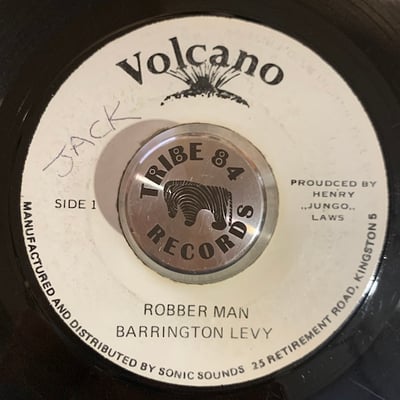 Volcano
JACK
TRIBE 84
RECORDS
SIDE 1
PROUDCED BY
HENRY
,,JUNGO,,
LAWS
ROBBER MAN
BARRINGTON LEVY
MANUFACTURED AND DISTRIBUTED BY SONIC SOUNDS 25 RETIREMENT ROAD, KINGSTON 5